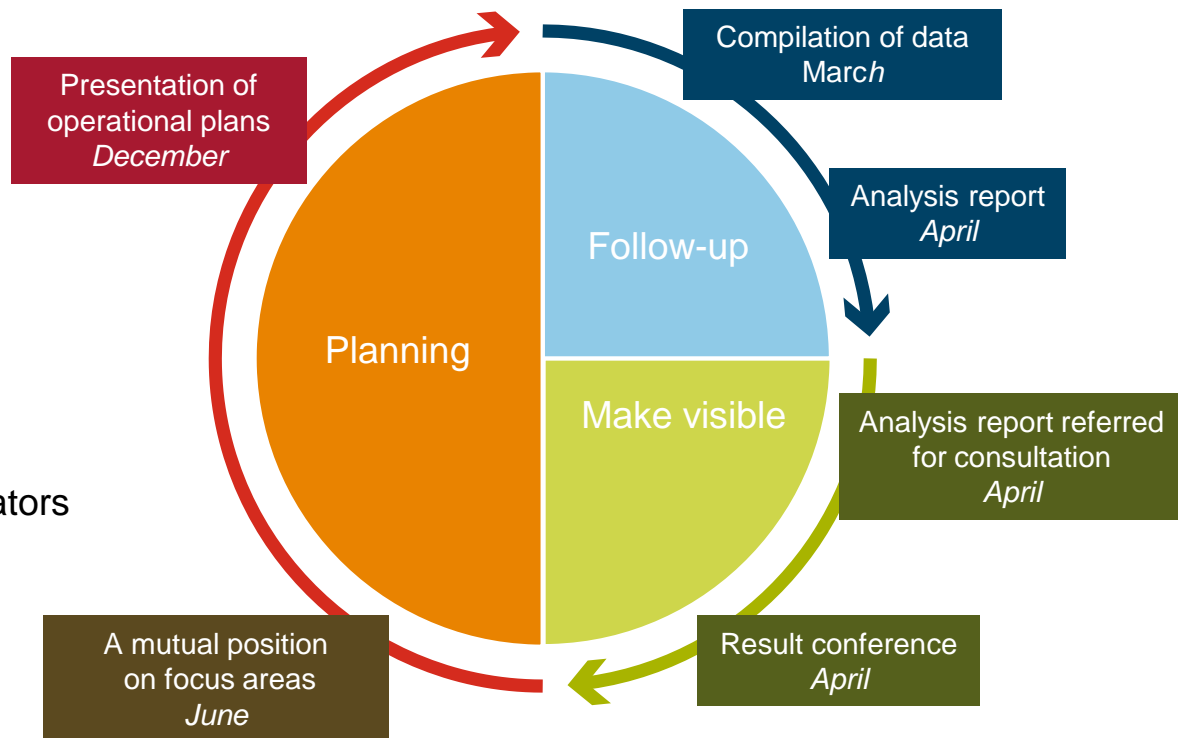 Compilation of data
March
Presentation of
operational plans
December
Analysis report
April
Follow-up
Planning
Make visible
Analysis report referred
for consultation
April
ators
A mutual position
on focus areas
June
Result conference
April